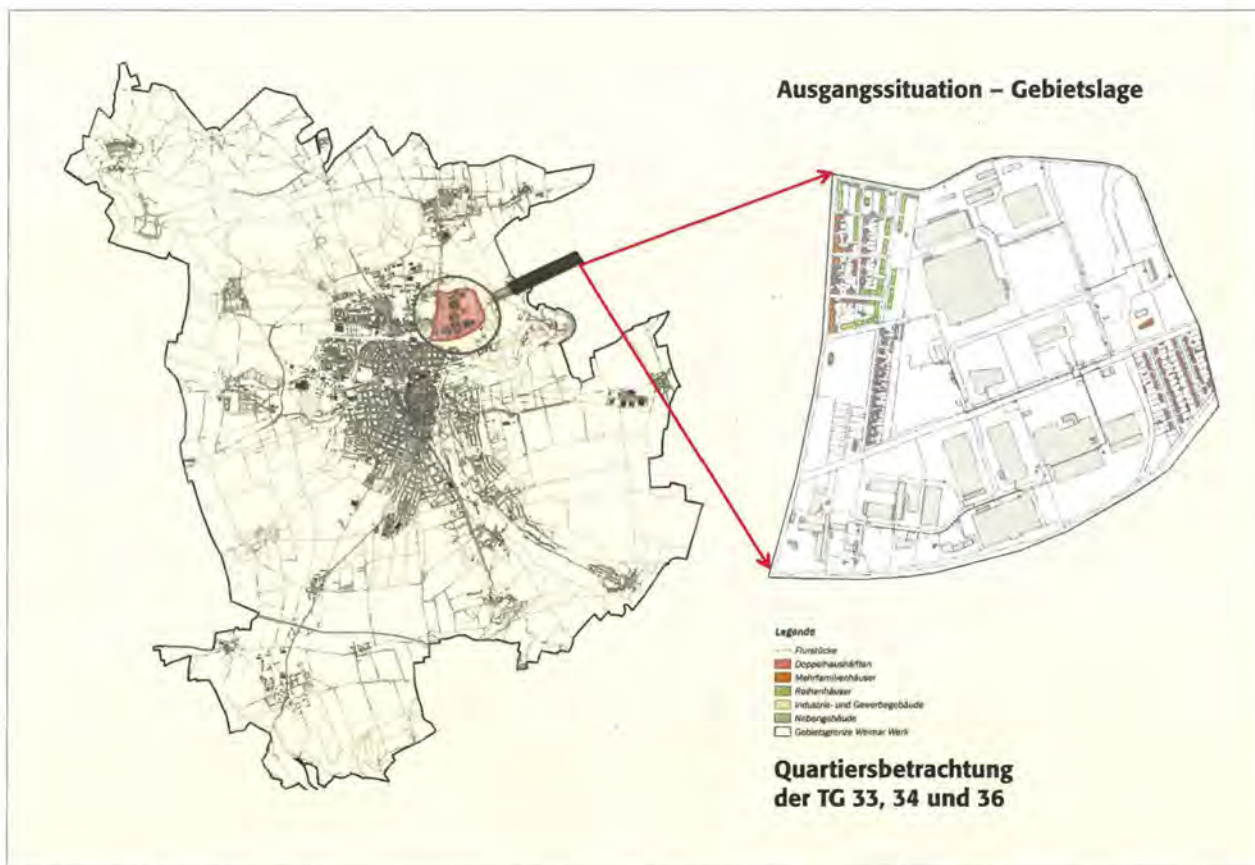 Ausgangssituation – Gebietslage
Legende
Flurstücke
Doppelhaushälften
Mehrfamilienhäuser
Reihenhäuser
Industrie- und Gewerbegebäude
Nebengebäude
Gebietsgrenze Weimar Werk
Quartiersbetrachtung
der TG 33, 34 und 36